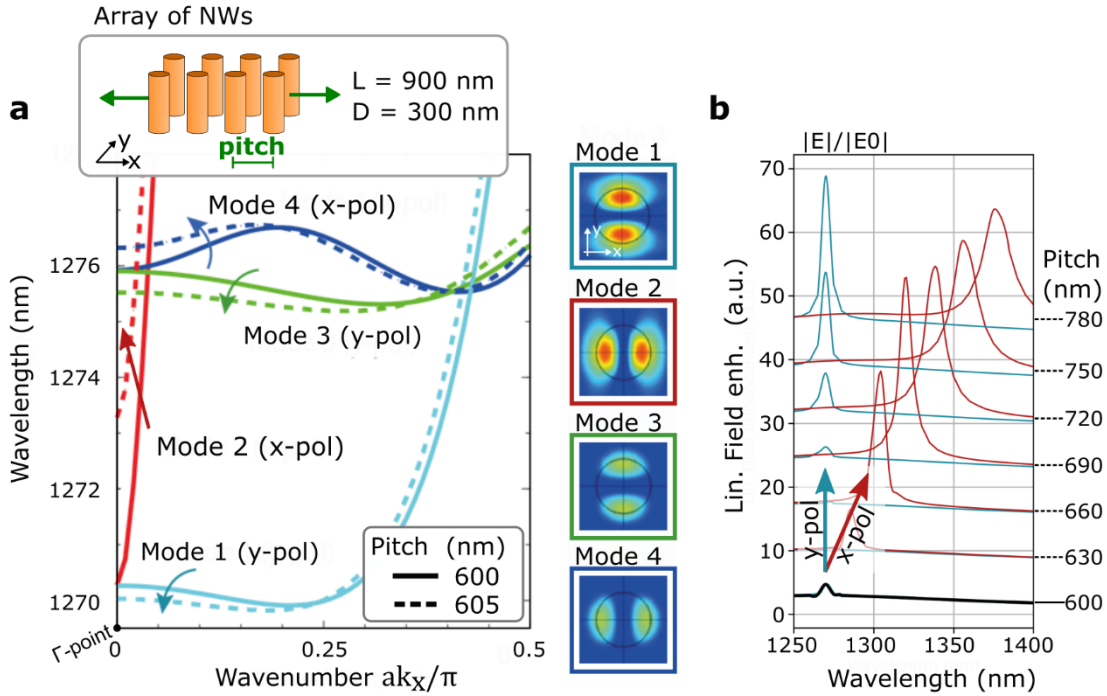 Array of NWs
L = 900 nm
D = 300 nm
y
x
pitch
a
1276
1274
1272
1270
Wavelength (nm)
Mode 4 (x-pol)
Mode 3 (y-pol)
Mode 2 (x-pol)
Mode 1 (y-pol)
Pitch (nm)
600
605
Γ-point
0
0.25
0.5
Wavenumber akx/π
Mode 1
y
x
Mode 2
Mode 3
Mode 4
b
|E|/|E0|
70
60
50
40
30
20
10
0
Lin. Field enh. (a.u.)
y-pol
x-pol
Pitch
(nm)
780
750
720
690
660
630
600
1250
1300
1350
1400
Wavelength (nm)